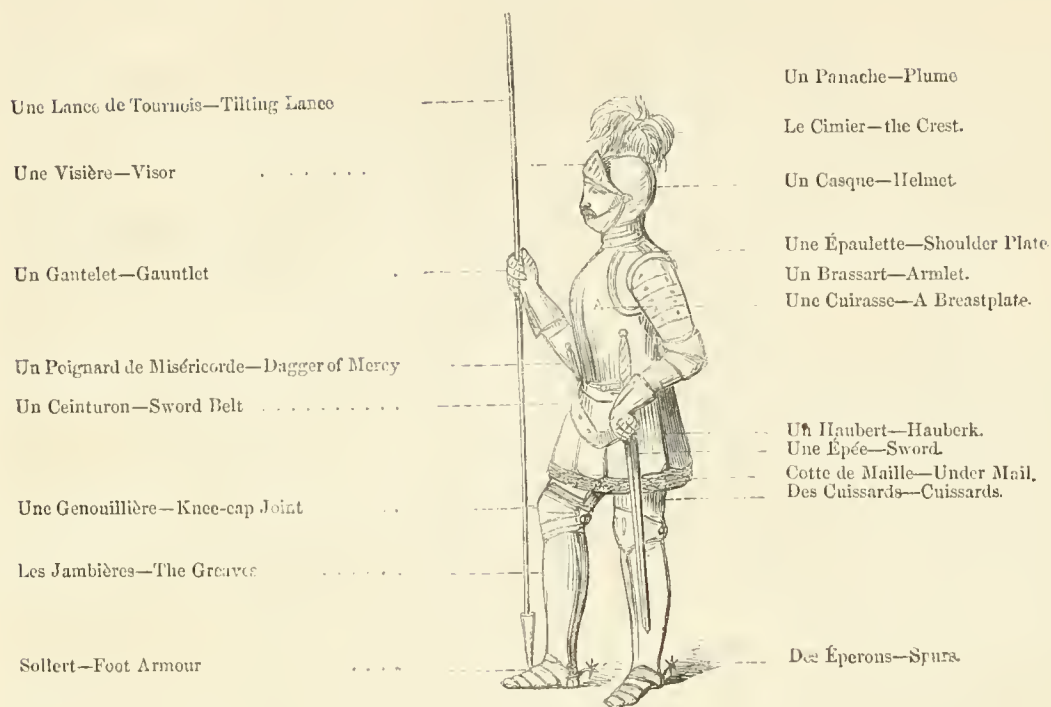 Une Lance de Tournois—Tilting Lance
Une Visière—Visor
Un Gantelet—Gauntlet
Un Poignard de Miséricorde—Dagger of Mercy
Un Ceinturon—Sword Belt
Une Genouillière—Knee-cap Joint
Les Jambières—The Greaves
Sollert—Foot Armour
Un Panache—Plume
Le Cimier—the Crest.
Un Casque—Helmet.
Une Épaulette—Shoulder Plate.
Un Brassart—Armlet.
Une Cuirasse—A Breastplate.
Un Haubert—Hauberk.
Une Épée—Sword.
Cotte de Maille—Under Mail.
Des Cuissards—Cuissards.
Des Éperons—Spurs.